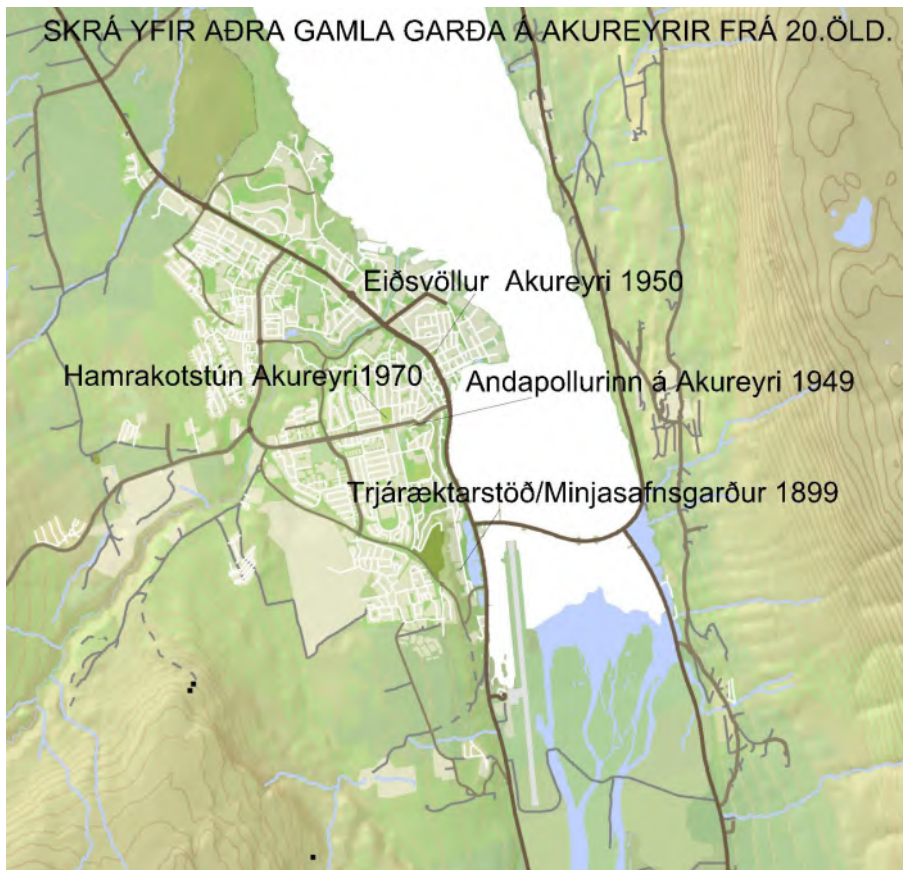 SKRÁ YFIR AÐRA GAMLA GARÐA Á AKUREYRIR FRÁ 20.ÖLD.
Eiðsvöllur Akureyri 1950
Hamrakotstún Akureyri1970
Andapollurinn á Akureyri 1949
Trjáræktarstöð/Minjasafnsgarður 1899